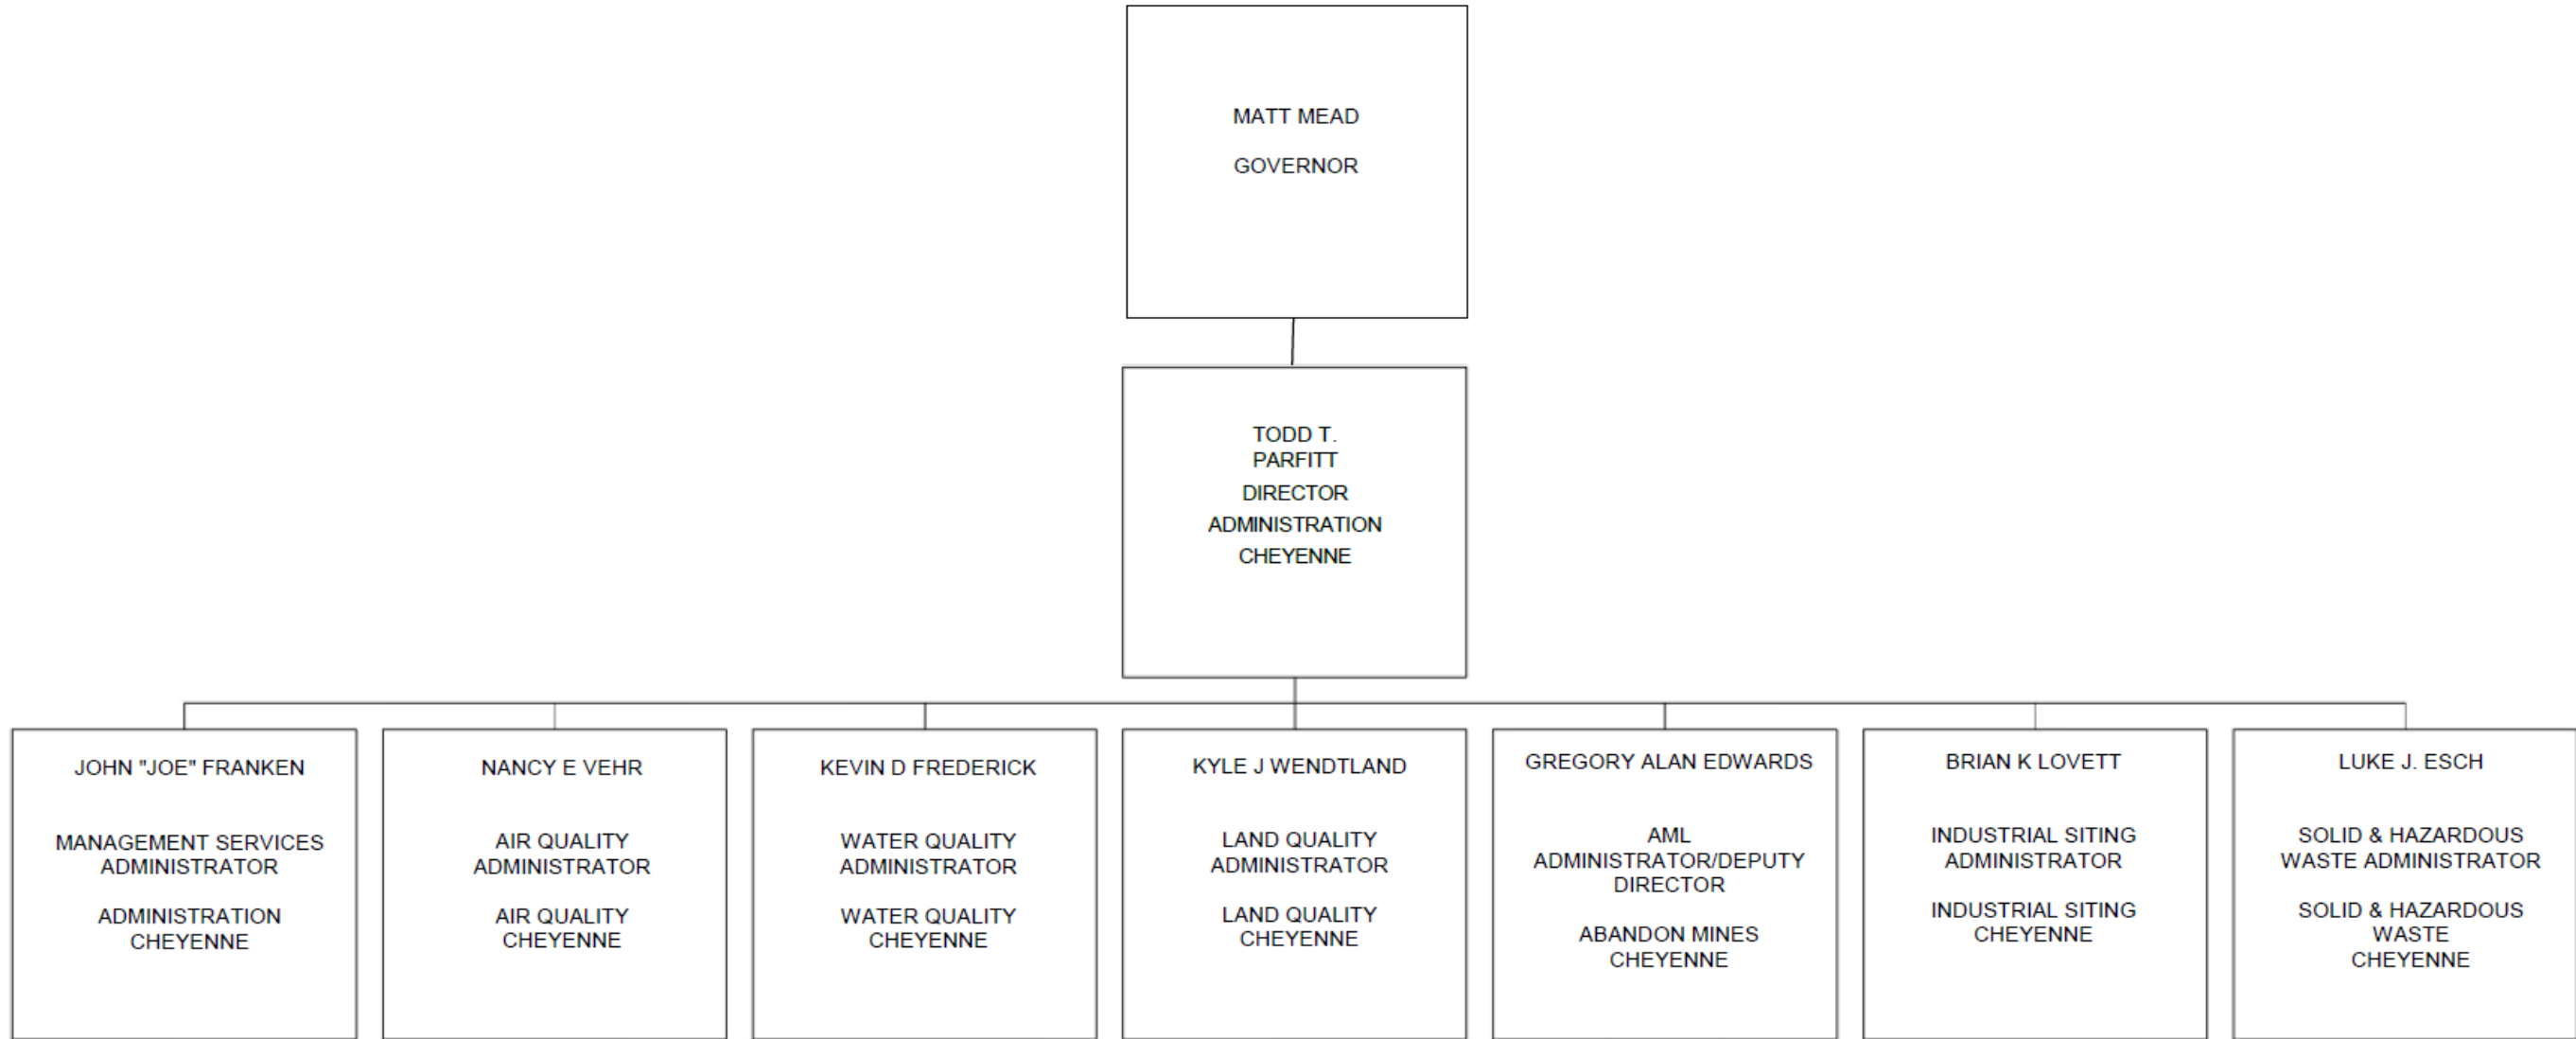 MATT MEAD
GOVERNOR
TODD T.
PARFITT
DIRECTOR
ADMINISTRATION
CHEYENNE
JOHN "JOE" FRANKEN
MANAGEMENT SERVICES
ADMINISTRATOR
ADMINISTRATION
CHEYENNE
NANCY E VEHR
AIR QUALITY
ADMINISTRATOR
AIR QUALITY
CHEYENNE
KEVIN D FREDERICK
WATER QUALITY
ADMINISTRATOR
WATER QUALITY
CHEYENNE
KYLE J WENDTLAND
LAND QUALITY
ADMINISTRATOR
LAND QUALITY
CHEYENNE
GREGORY ALAN EDWARDS
AML
ADMINISTRATOR/DEPUTY
DIRECTOR
ABANDON MINES
CHEYENNE
BRIAN K LOVETT
INDUSTRIAL SITING
ADMINISTRATOR
INDUSTRIAL SITING
CHEYENNE
LUKE J. ESCH
SOLID & HAZARDOUS
WASTE ADMINISTRATOR
SOLID & HAZARDOUS
WASTE
CHEYENNE